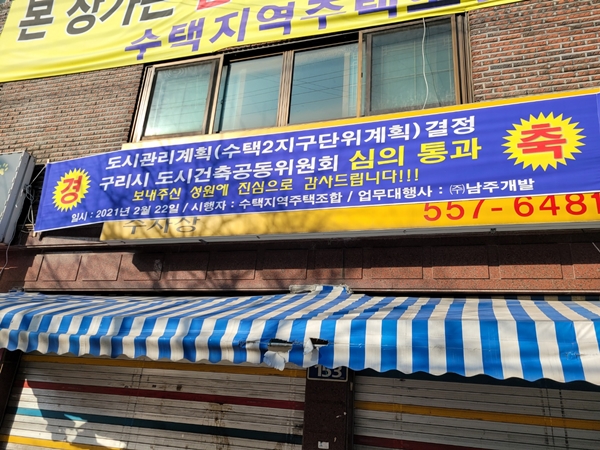 본 상가는
수택지역주택조
경 축
도시관리계획(수택2지구단위계획)결정
구리시 도시건축공동위원회 심의 통과
보내주신 성원에 진심으로 감사드립니다!!!
일시 : 2021년 2월 22일 / 시행자 : 수택지역주택조합 / 업무대행사 : ㈜남주개발
557-6481
153